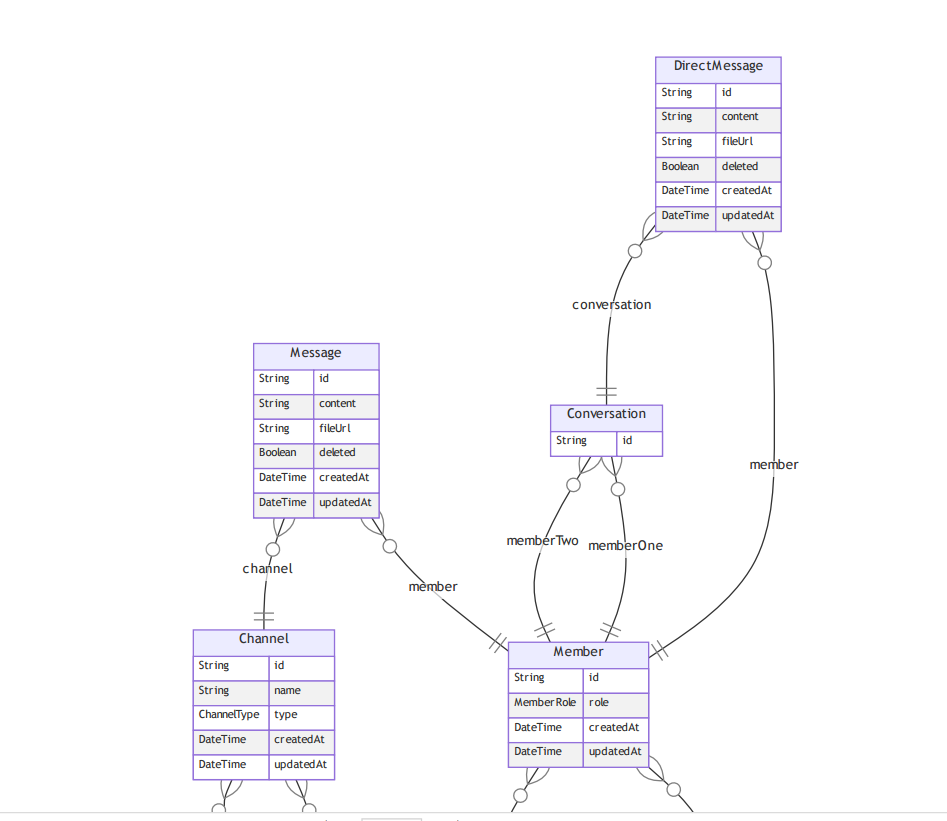 DirectMessage
String id
String content
String fileUrl
Boolean deleted
DateTime createdAt
DateTime updatedAt
conversation
Message
String id
String content
String fileUrl
Boolean deleted
DateTime createdAt
DateTime updatedAt
Conversation
String id
member
memberTwo
memberOne
channel
member
Channel
String id
String name
ChannelType type
DateTime createdAt
DateTime updatedAt
Member
String id
MemberRole role
DateTime createdAt
DateTime updatedAt